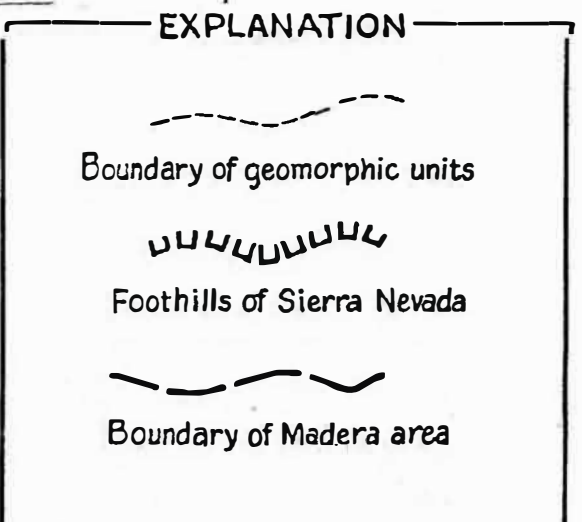 EXPLANATION
Boundary of geomorphic units
Foothills of Sierra Nevada
Boundary of Madera area